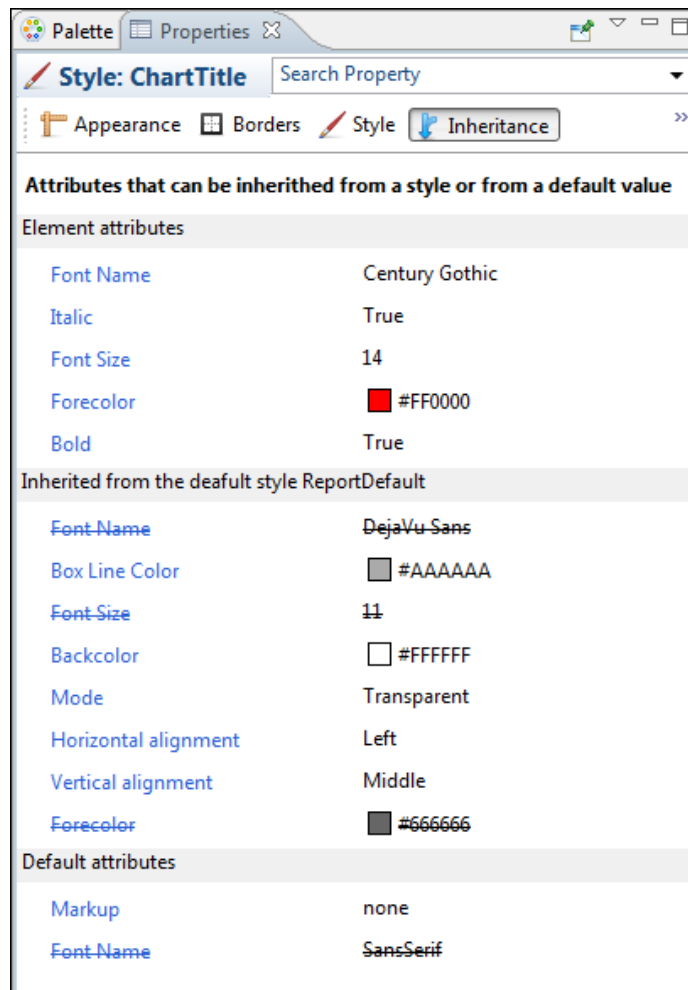 Palette Properties
Style: ChartTitle Search Property
Appearance Borders Style Inheritance »
Attributes that can be inherithed from a style or from a default value
Element attributes
Font Name Century Gothic
Italic True
Font Size 14
Forecolor #FF0000
Bold True
Inherited from the deafult style ReportDefault
Font Name DejaVu Sans
Box Line Color #AAAAAA
Font Size 11
Backcolor #FFFFFF
Mode Transparent
Horizontal alignment Left
Vertical alignment Middle
Forecolor #666666
Default attributes
Markup none
Font Name SansSerif